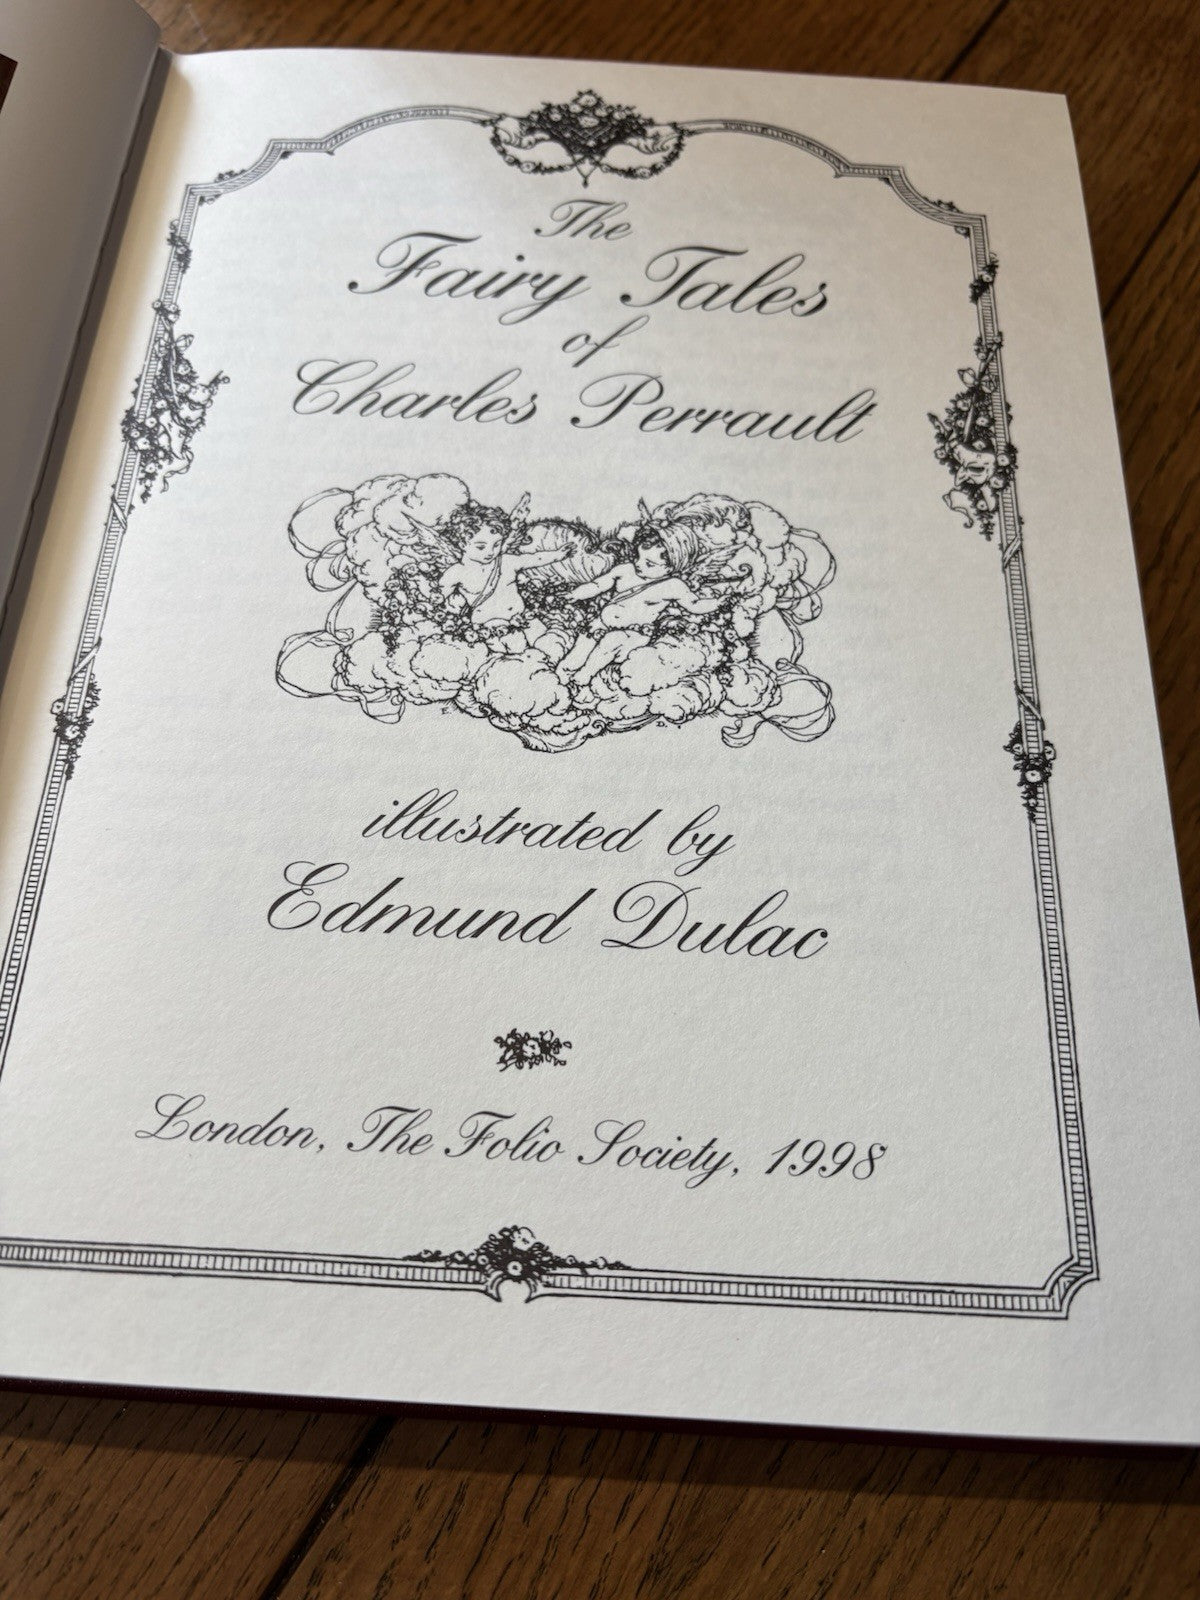 The
Fairy Tales
of
Charles Perrault
E.
D.
illustrated by
Edmund Dulac
London, The Folio Society, 1998